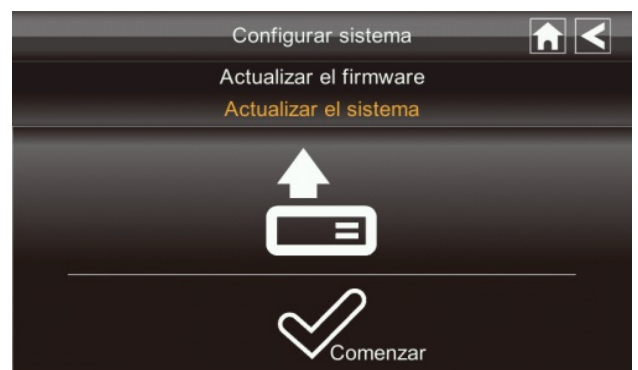 Configurar sistema
Actualizar el firmware
Actualizar el sistema
Comenzar